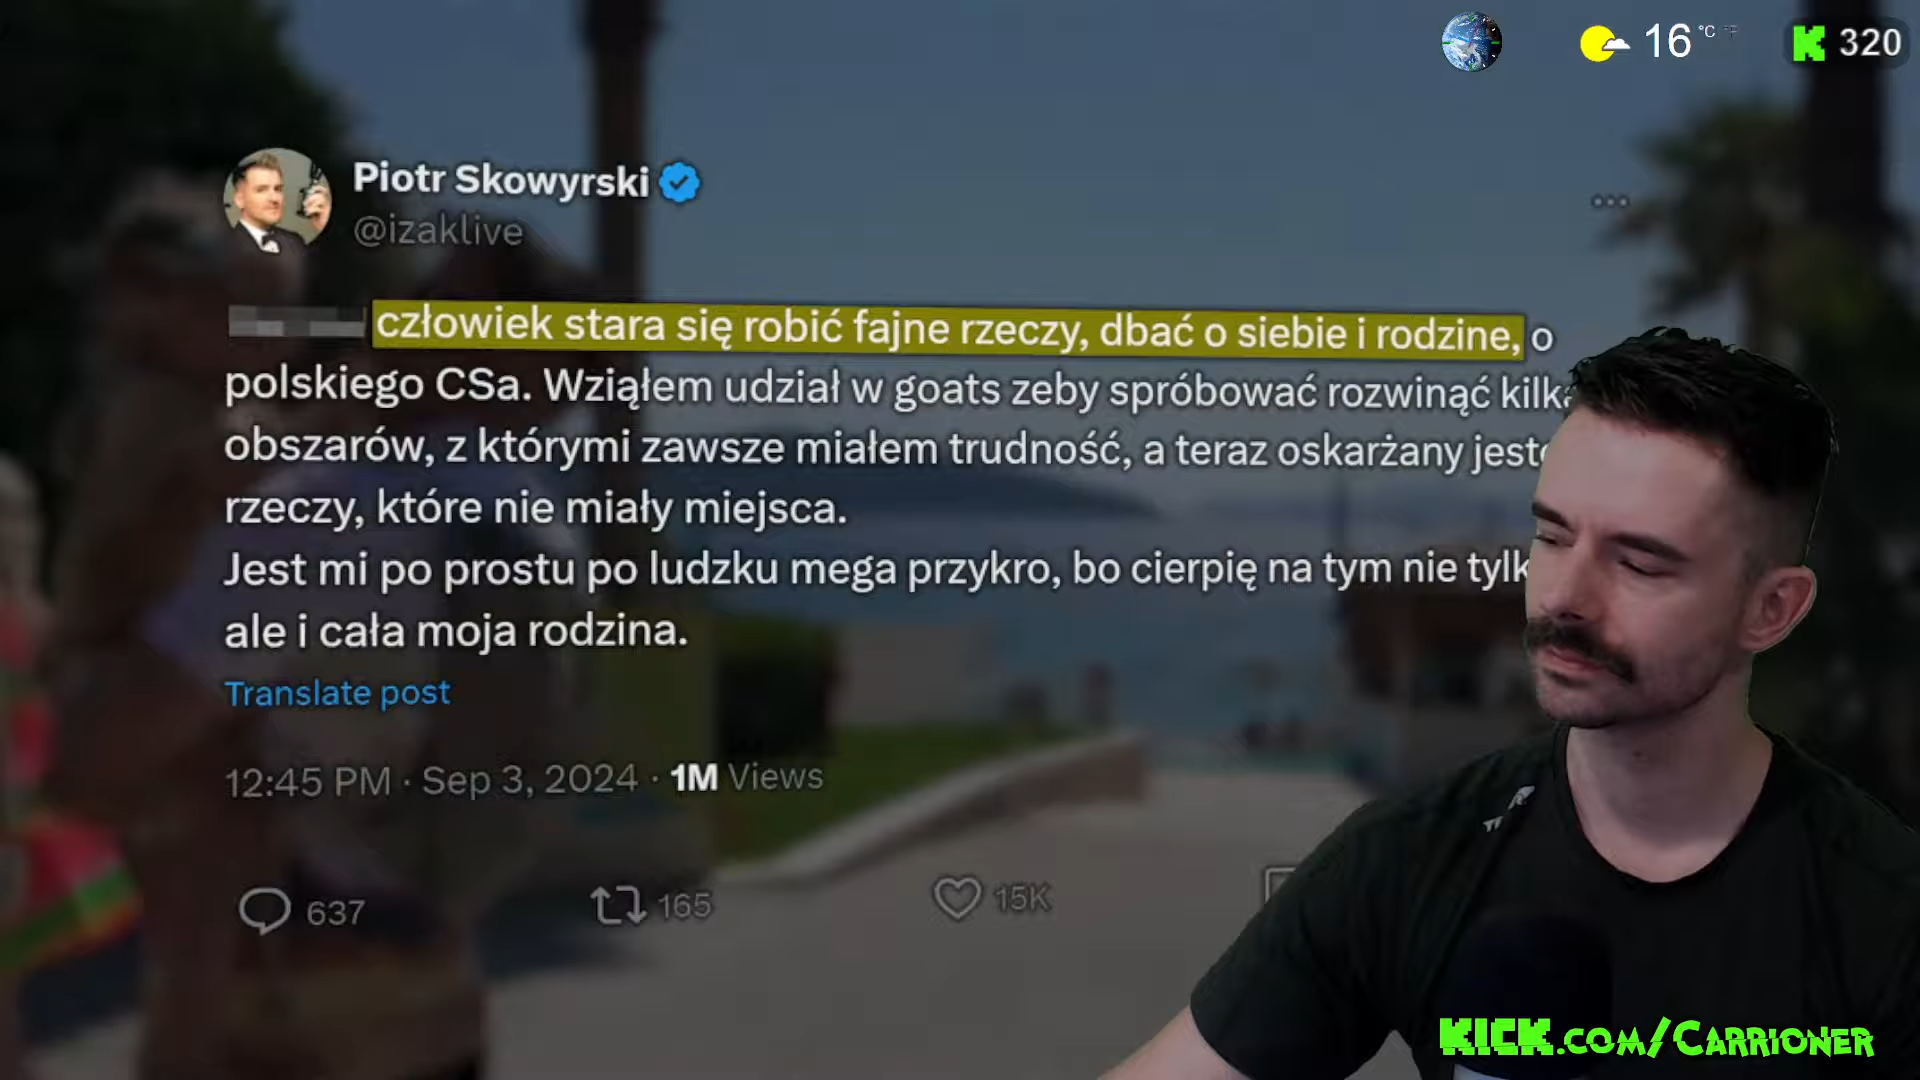 16 °C °F
320
Piotr Skowyrski
@izaklive
człowiek stara się robić fajne rzeczy, dbać o siebie i rodzine, o
polskiego CSa. Wziąłem udział w goats zeby spróbować rozwinąć
obszarów, z którymi zawsze miałem trudność, a teraz oskarżany
rzeczy, które nie miały miejsca.
Jest mi po prostu po ludzku mega przykro, bo cierpię na tym nie
ale i cała moja rodzina.
Translate post
12:45 PM · Sep 3, 2024 · 1M Views
637 165 15K
KICK.COM/CARRIONER